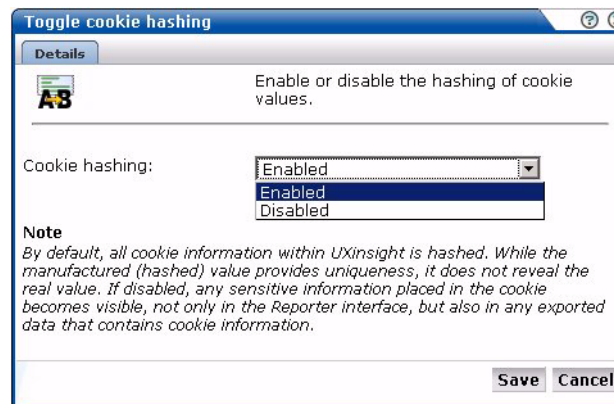 Toggle cookie hashing
Details
A B
Enable or disable the hashing of cookie
values.
Cookie hashing:
Enabled
Enabled
Disabled
Note
By default, all cookie information within UXinsight is hashed. While the
manufactured (hashed) value provides uniqueness, it does not reveal the
real value. If disabled, any sensitive information placed in the cookie
becomes visible, not only in the Reporter interface, but also in any exported
data that contains cookie information.
Save Cancel